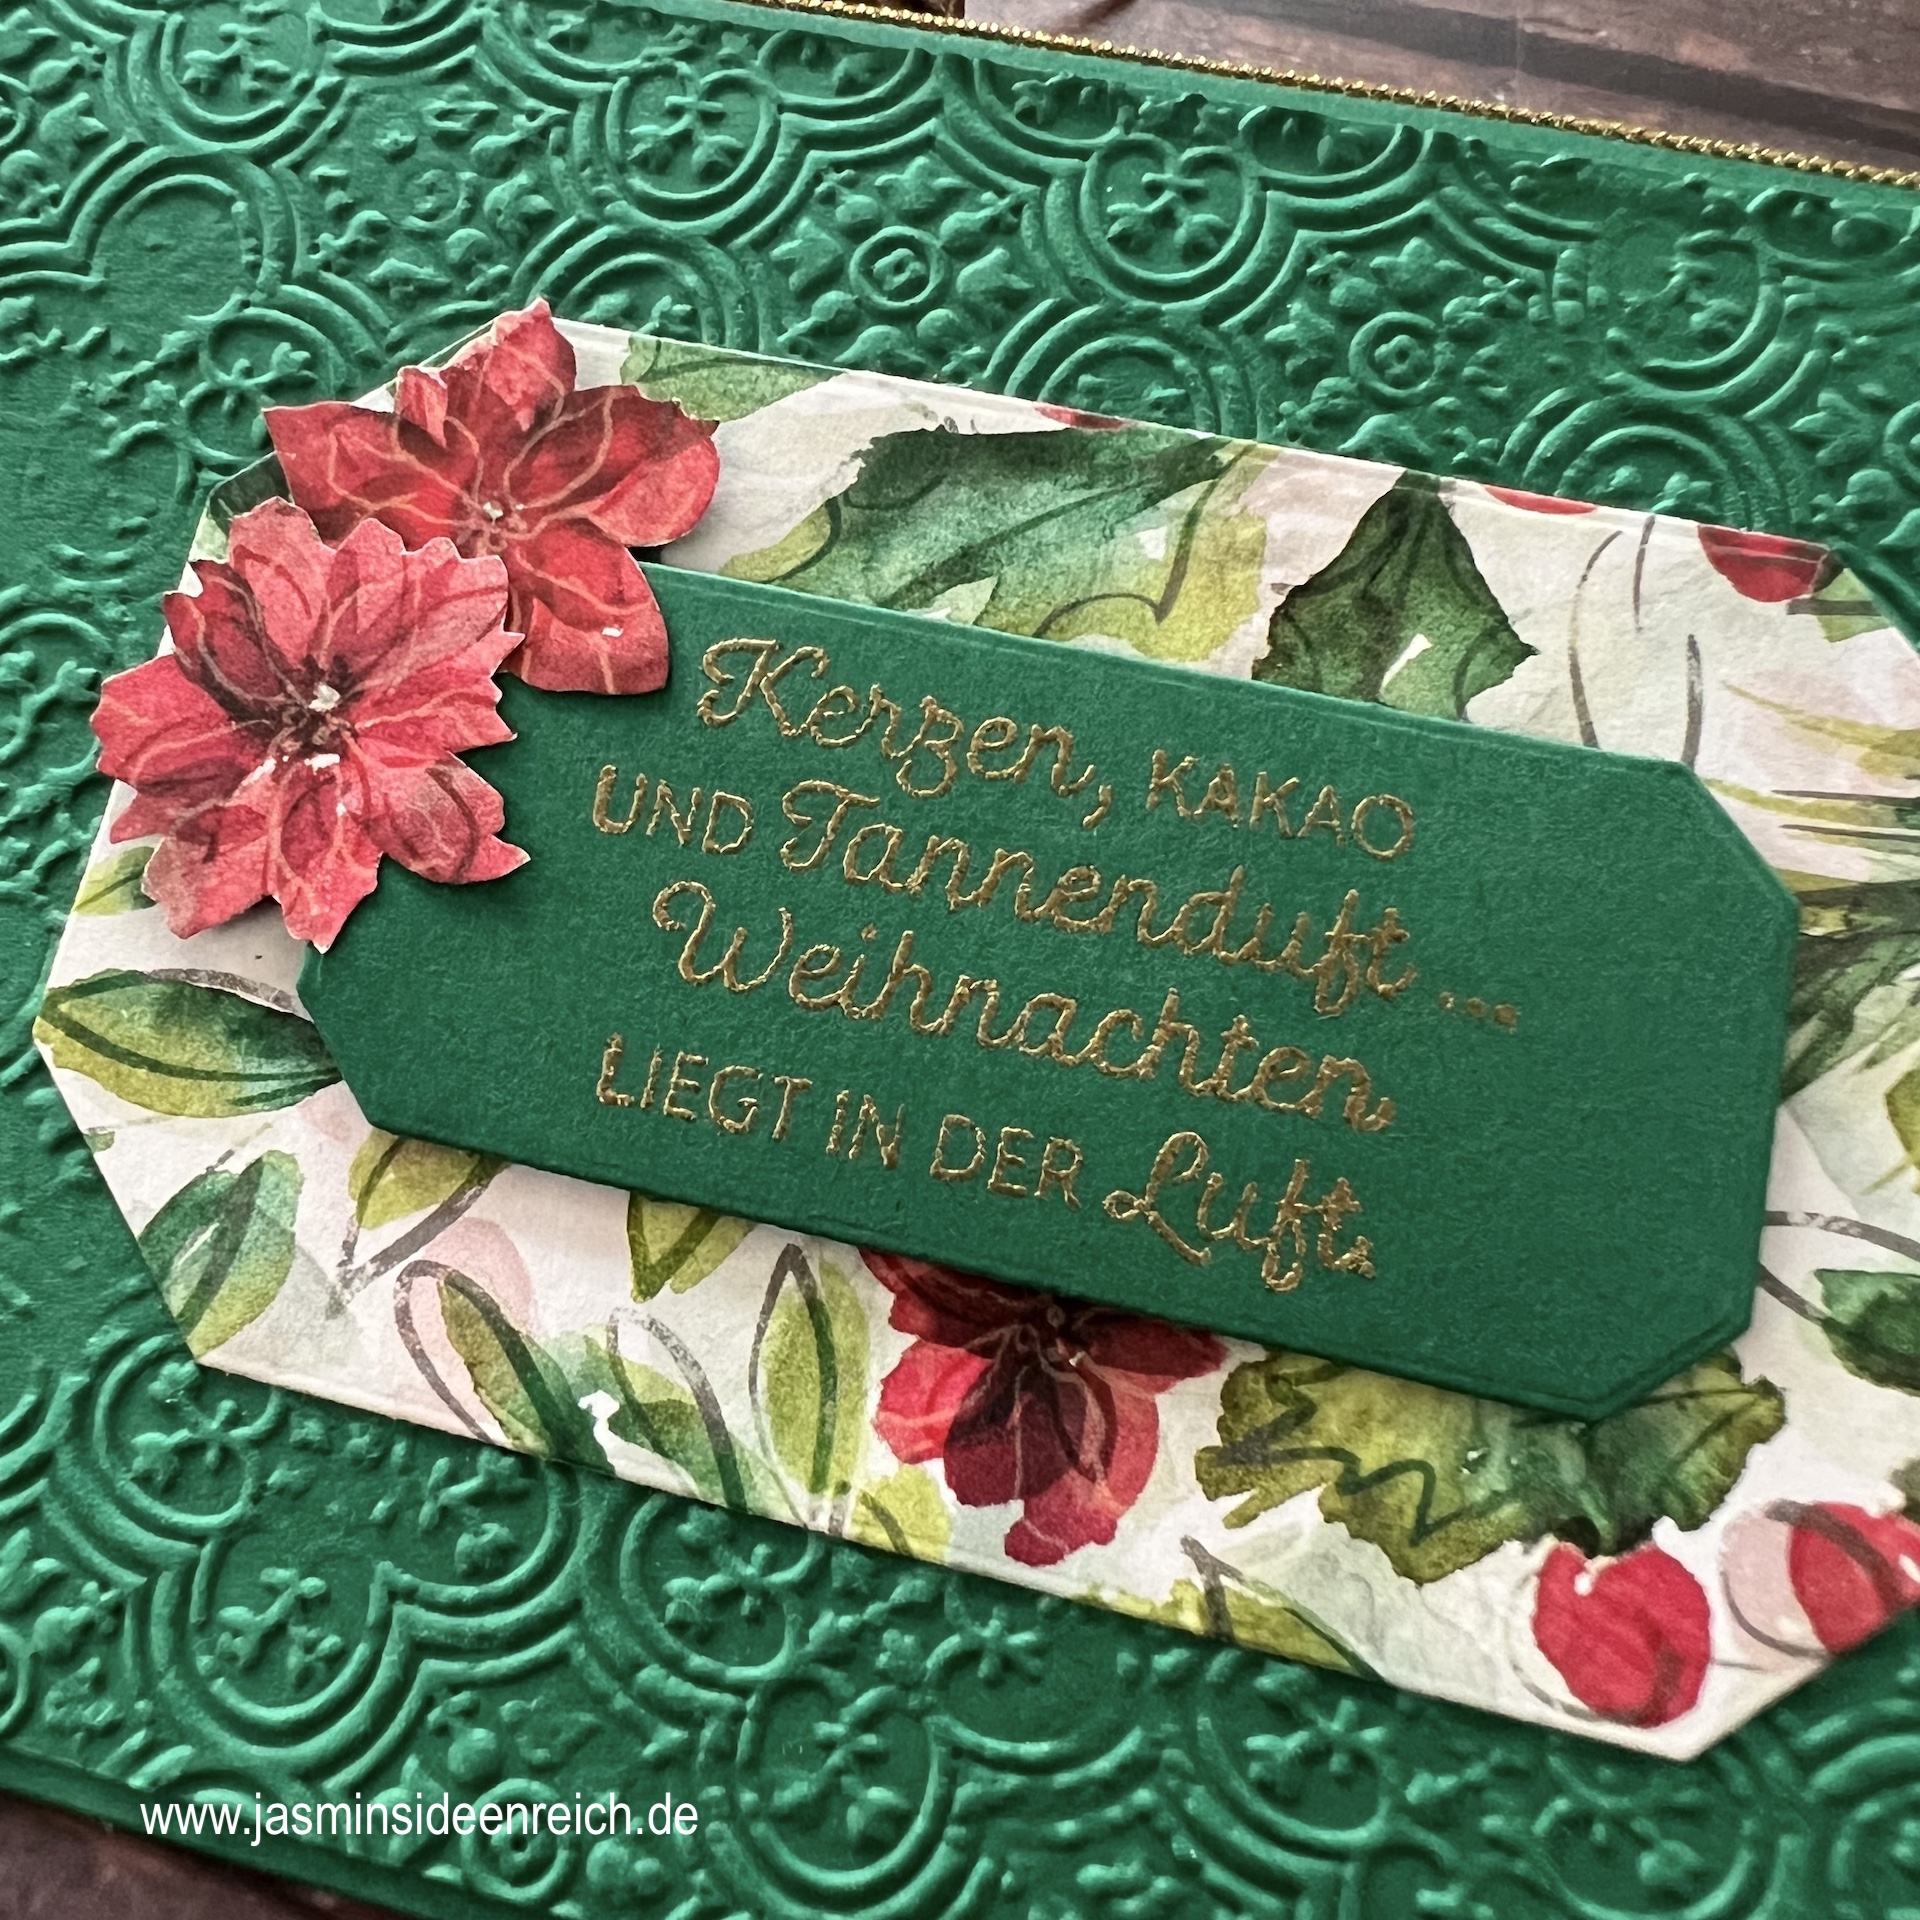 Kerzen, KAKAO
UND Tannenduft ...
Weihnachten
LIEGT IN DER Luft.
www.jasminsideenreich.de